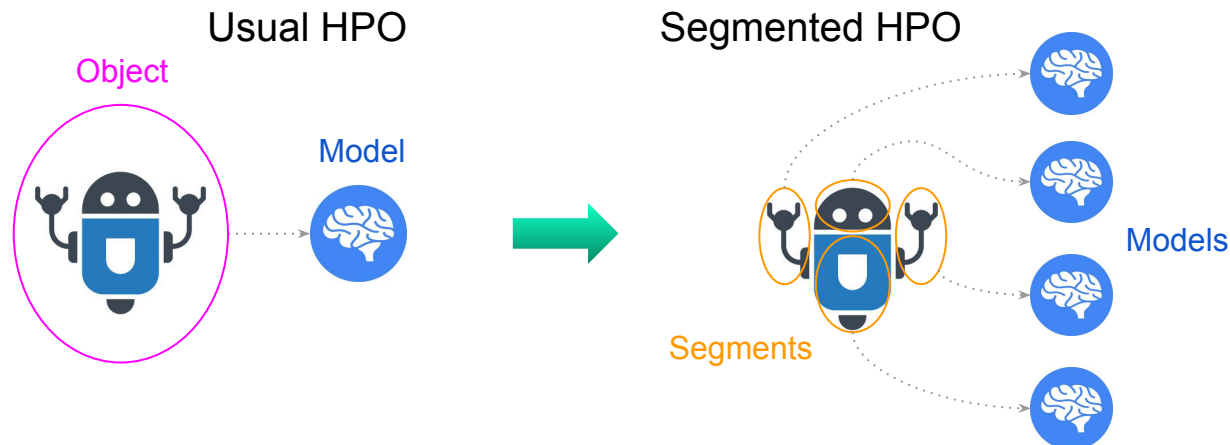 Usual HPO
Segmented HPO
Object
Model
Models
Segments